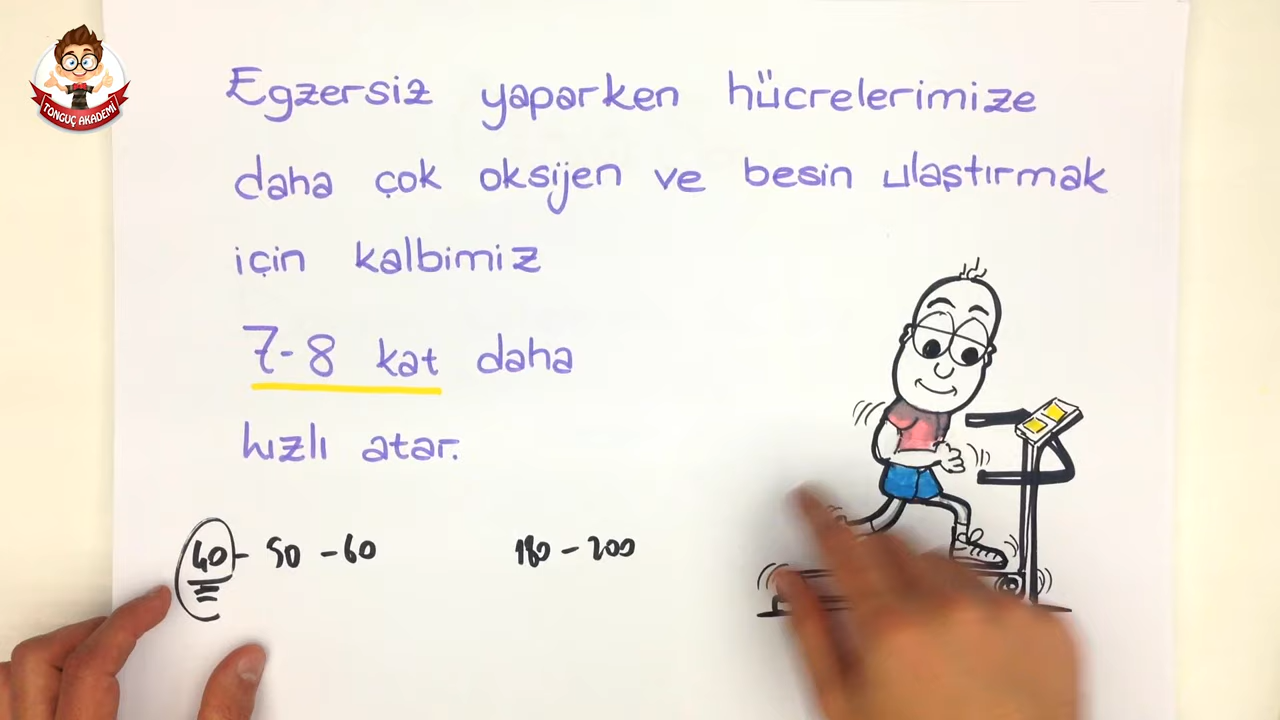 TONGUÇ AKADEMİ
Egzersiz yaparken hücrelerimize
daha çok oksijen ve besin ulaştırmak
için kalbimiz
7-8 kat daha
hızlı atar.
40 - 50 - 60 180 - 200